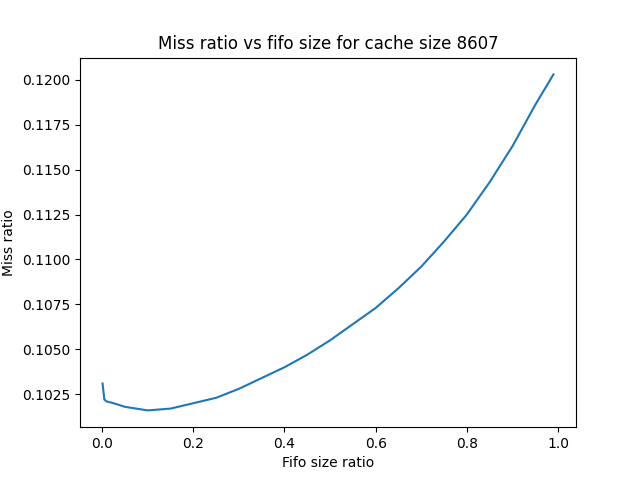 Miss ratio vs fifo size for cache size 8607
0.1200
0.1175
0.1150
0.1125
0.1100
0.1075
0.1050
0.1025
Miss ratio
0.0 0.2 0.4 0.6 0.8 1.0
Fifo size ratio